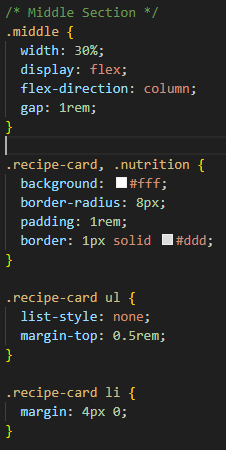 /* Middle Section */
.middle {
width: 30%;
display: flex;
flex-direction: column;
gap: 1rem;
}
.recipe-card, .nutrition {
background: #fff;
border-radius: 8px;
padding: 1rem;
border: 1px solid #ddd;
}
.recipe-card ul {
list-style: none;
margin-top: 0.5rem;
}
.recipe-card li {
margin: 4px 0;
}